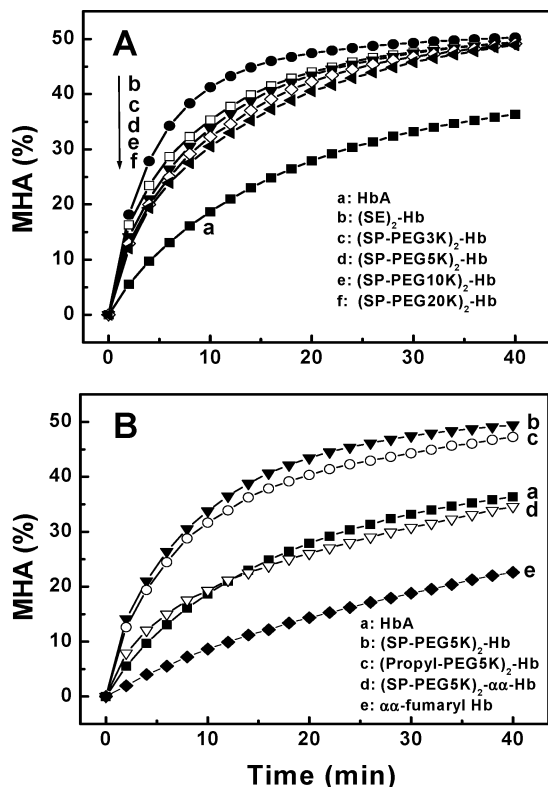 A
MHA (%)
50
40
30
20
10
0
b
c
d
e
f
a
a: HbA
b: (SE)₂-Hb
c: (SP-PEG3K)₂-Hb
d: (SP-PEG5K)₂-Hb
e: (SP-PEG10K)₂-Hb
f: (SP-PEG20K)₂-Hb
0 10 20 30 40
B
MHA (%)
50
40
30
20
10
0
b
c
a
d
e
a: HbA
b: (SP-PEG5K)₂-Hb
c: (Propyl-PEG5K)₂-Hb
d: (SP-PEG5K)₂-αα-Hb
e: αα-fumaryl Hb
0 10 20 30 40
Time (min)